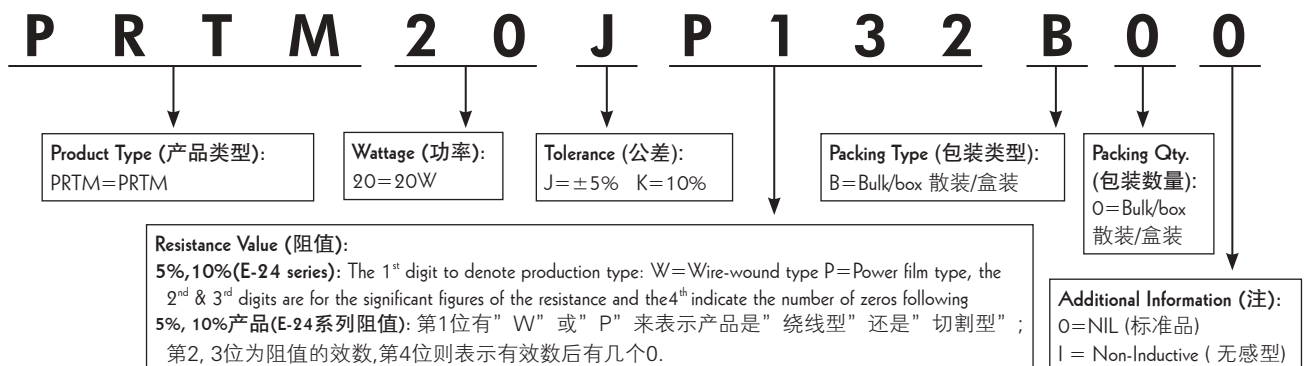 PRTM20JP132B00
Product Type (产品类型):
PRTM=PRTM
Wattage (功率):
20=20W
Tolerance (公差):
J=±5% K=10%
Packing Type (包装类型):
B=Bulk/box 散装/盒装
Packing Qty.
(包装数量):
0=Bulk/box
散装/盒装
Resistance Value (阻值):
5%,10%(E-24 series): The 1st digit to denote production type: W=Wire-wound type P=Power film type, the
2nd & 3rd digits are for the significant figures of the resistance and the4th indicate the number of zeros following
5%, 10%产品(E-24系列阻值): 第1位有”W”或”P”来表示产品是”绕线型”还是”切割型”;
第2, 3位为阻值的效数,第4位则表示有效数后有几个0.
Additional Information (注):
0=NIL (标准品)
I = Non-Inductive ( 无感型)